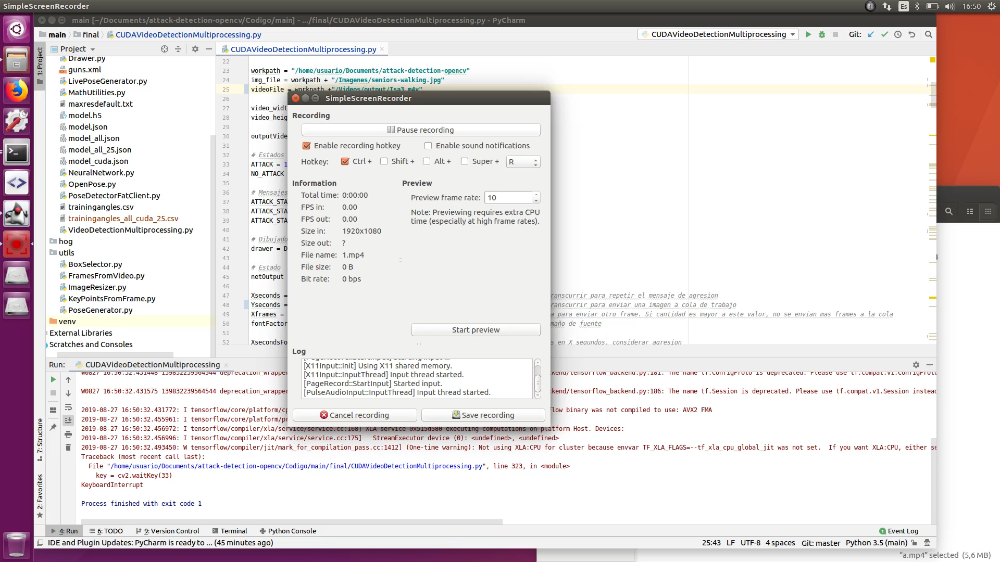 SimpleScreenRecorder
Es
16:50
main [~/Documents/attack-detection-opencv/Codigo/main] - .../final/CUDAVideoDetectionMultiprocessing.py - PyCharm
main
final
CUDAVideoDetectionMultiprocessing.py
CUDAVideoDetectionMultiprocessing
Git:
1: Project
Project
CUDAVideoDetectionMultiprocessing.py
Drawer.py
guns.xml
LivePoseGenerator.py
MathUtilities.py
maxresdefault.txt
model.h5
model.json
model_all.json
model_all_25.json
model_cuda.json
NeuralNetwork.py
OpenPose.py
PoseDetectorFatClient.py
trainingangles.csv
trainingangles_all_cuda_25.csv
VideoDetectionMultiprocessing.py
hog
utils
BoxSelector.py
FramesFromVideo.py
ImageResizer.py
KeyPointsFromFrame.py
PoseGenerator.py
venv
External Libraries
Scratches and Consoles
22
23 workpath = "/home/usuario/Documents/attack-detection-opencv"
24 img_file = workpath + "/Imagenes/seniors-walking.jpg"
25 videoFile = workpath +"/Videos/output/Isa3.m4v"
26
27 video_widt
28 video_heig
29
30 outputVide
31
32 # Estados
33 ATTACK = 1
34 NO_ATTACK
35
36 # Mensajes
37 ATTACK_STA
38 ATTACK_STA
39 ATTACK_STA
40
41 # Dibujado
42 drawer = D
43
44 # Estado
45 netOutput
46
47 Xseconds = ranscurrir para repetir el mensaje de agresion
48 Yseconds = ranscurrir para enviar una imagen a cola de trabajo
49 Xframes = a para enviar otro frame. Si cantidad es mayor a este valor, no se envian mas frames a la cola
50 fontFactor maño de fuente
51
52 XsecondsFo s en X segundos, considerar agresion
SimpleScreenRecorder
Recording
Pause recording
Enable recording hotkey
Enable sound notifications
Hotkey: Ctrl + Shift + Alt + Super + R
Information
Total time: 0:00:00
FPS in: 0.00
FPS out: 0.00
Size in: 1920x1080
Size out: ?
File name: 1.mp4
File size: 0 B
Bit rate: 0 bps
Preview
Preview frame rate: 10
Note: Previewing requires extra CPU
time (especially at high frame rates).
Start preview
Log
[PageRecord::StartInput] Starting input ...
[X11Input::Init] Using X11 shared memory.
[X11Input::InputThread] Input thread started.
[PageRecord::StartInput] Started input.
[PulseAudioInput::InputThread] Input thread started.
Cancel recording
Save recording
Run: CUDAVideoDetectionMultiprocessing
W0827 16:50:32.431448 139832239564544 deprecation_wrapper kend/tensorflow_backend.py:181: The name tf.ConfigProto is deprecated. Please use tf.compat.v1.ConfigProto
W0827 16:50:32.431575 139832239564544 deprecation_wrapper kend/tensorflow_backend.py:186: The name tf.Session is deprecated. Please use tf.compat.v1.Session instead
2019-08-27 16:50:32.431772: I tensorflow/core/platform/cp flow binary was not compiled to use: AVX2 FMA
2019-08-27 16:50:32.455961: I tensorflow/core/platform/pr
2019-08-27 16:50:32.456972: I tensorflow/compiler/xla/service/service.cc:168] XLA service 0x515d580 executing computations on platform Host. Devices:
2019-08-27 16:50:32.456996: I tensorflow/compiler/xla/service/service.cc:175] StreamExecutor device (0): <undefined>, <undefined>
2019-08-27 16:50:32.493450: W tensorflow/compiler/jit/mark_for_compilation_pass.cc:1412] (One-time warning): Not using XLA:CPU for cluster because envvar TF_XLA_FLAGS=--tf_xla_cpu_global_jit was not set. If you want XLA:CPU, either se
Traceback (most recent call last):
File "/home/usuario/Documents/attack-detection-opencv/Codigo/main/final/CUDAVideoDetectionMultiprocessing.py", line 323, in <module>
key = cv2.waitKey(33)
KeyboardInterrupt
Process finished with exit code 1
7: Structure
2: Favorites
4: Run
6: TODO
9: Version Control
Terminal
Python Console
1 Event Log
IDE and Plugin Updates: PyCharm is ready to ... (45 minutes ago)
25:43 LF UTF-8 4 spaces Git: master Python 3.5 (main)
"a.mp4" selected (5,6 MB)